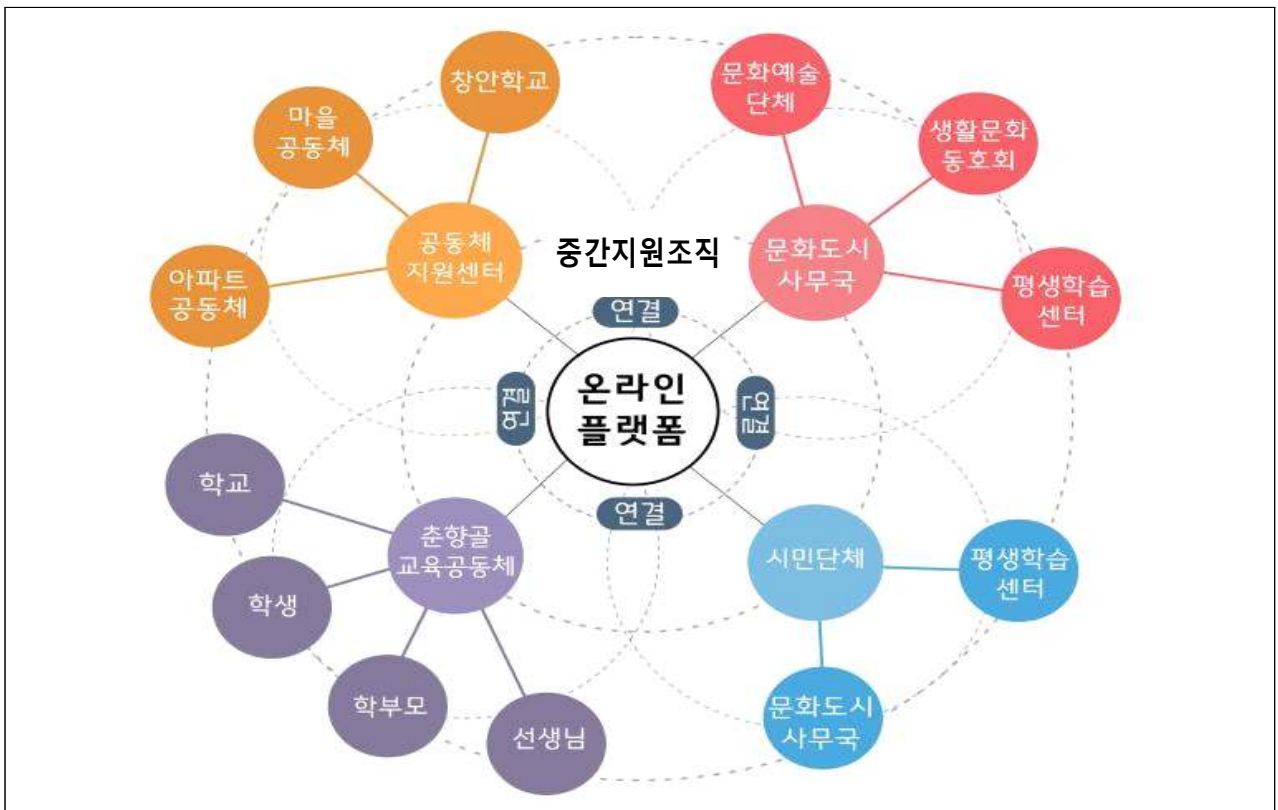 창안학교
마을
공동체
아파트
공동체
공동체
지원센터
중간지원조직
문화예술
단체
생활문화
동호회
문화도시
사무국
평생학습
센터
연결
연결
온라인
플랫폼
연결
연결
학교
학생
학부모
선생님
춘향골
교육공동체
시민단체
평생학습
센터
문화도시
사무국